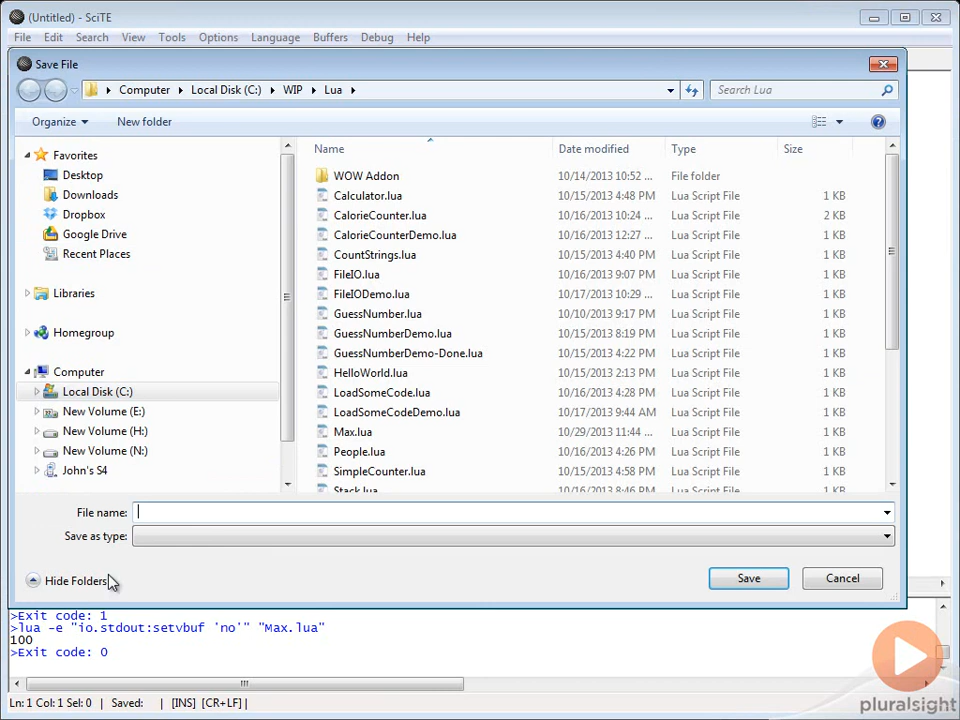 (Untitled) - SciTE
File Edit Search View Tools Options Language Buffers Debug Help
Save File
Computer Local Disk (C:) WIP Lua Search Lua
Organize New folder
Name Date modified Type Size
Favorites
Desktop
Downloads
Dropbox
Google Drive
Recent Places
Libraries
Homegroup
Computer
Local Disk (C:)
New Volume (E:)
New Volume (H:)
New Volume (N:)
John's S4
WOW Addon 10/14/2013 10:52 ... File folder
Calculator.lua 10/15/2013 4:48 PM Lua Script File 1 KB
CalorieCounter.lua 10/16/2013 10:24 ... Lua Script File 2 KB
CalorieCounterDemo.lua 10/16/2013 12:27 ... Lua Script File 1 KB
CountStrings.lua 10/15/2013 4:40 PM Lua Script File 1 KB
FileIO.lua 10/16/2013 9:07 PM Lua Script File 1 KB
FileIODemo.lua 10/17/2013 10:29 ... Lua Script File 1 KB
GuessNumber.lua 10/10/2013 9:17 PM Lua Script File 1 KB
GuessNumberDemo.lua 10/15/2013 8:19 PM Lua Script File 1 KB
GuessNumberDemo-Done.lua 10/15/2013 4:22 PM Lua Script File 1 KB
HelloWorld.lua 10/15/2013 2:13 PM Lua Script File 1 KB
LoadSomeCode.lua 10/16/2013 4:28 PM Lua Script File 1 KB
LoadSomeCodeDemo.lua 10/17/2013 9:44 AM Lua Script File 1 KB
Max.lua 10/29/2013 11:44 ... Lua Script File 1 KB
People.lua 10/16/2013 4:26 PM Lua Script File 1 KB
SimpleCounter.lua 10/15/2013 4:58 PM Lua Script File 1 KB
Stack.lua 10/16/2013 8:46 PM Lua Script File 1 KB
File name:
Save as type:
Hide Folders Save Cancel
>Exit code: 1
>lua -e "io.stdout:setvbuf 'no'" "Max.lua"
100
>Exit code: 0
Ln:1 Col:1 Sel:0 | Saved: | [INS] [CR+LF] |
pluralsight